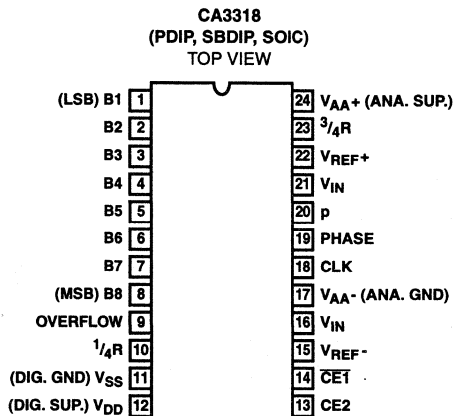 CA3318
(PDIP, SBDIP, SOIC)
TOP VIEW
(LSB) B1 1 24 VAA+ (ANA. SUP.)
B2 2 23 3/4R
B3 3 22 VREF+
B4 4 21 VIN
B5 5 20 p
B6 6 19 PHASE
B7 7 18 CLK
(MSB) B8 8 17 VAA- (ANA. GND)
OVERFLOW 9 16 VIN
1/4R 10 15 VREF-
(DIG. GND) VSS 11 14 CE1
(DIG. SUP.) VDD 12 13 CE2